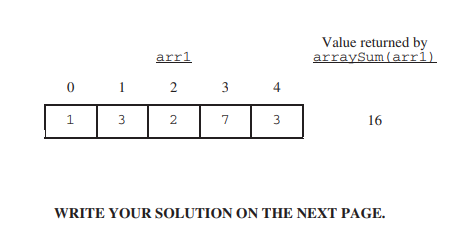 Value returned by
arr1 arraySum(arr1)
0 1 2 3 4
1 3 2 7 3 16
WRITE YOUR SOLUTION ON THE NEXT PAGE.